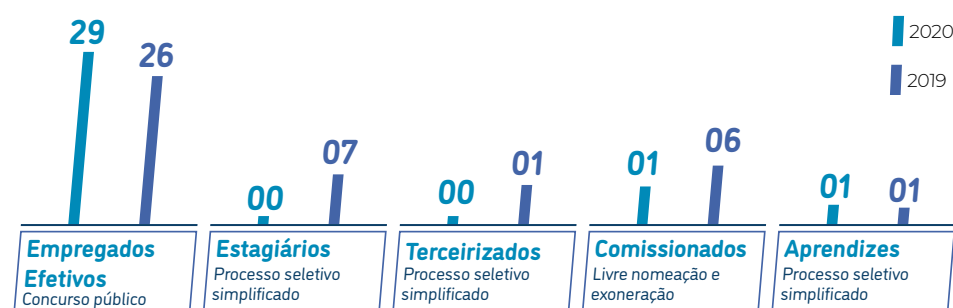 29
26
00
07
00
01
01
06
01
01
2020
2019
Empregados
Efetivos
Concurso público
Estagiários
Processo seletivo
simplificado
Terceirizados
Processo seletivo
simplificado
Comissionados
Livre nomeação e
exoneração
Aprendizes
Processo seletivo
simplificado